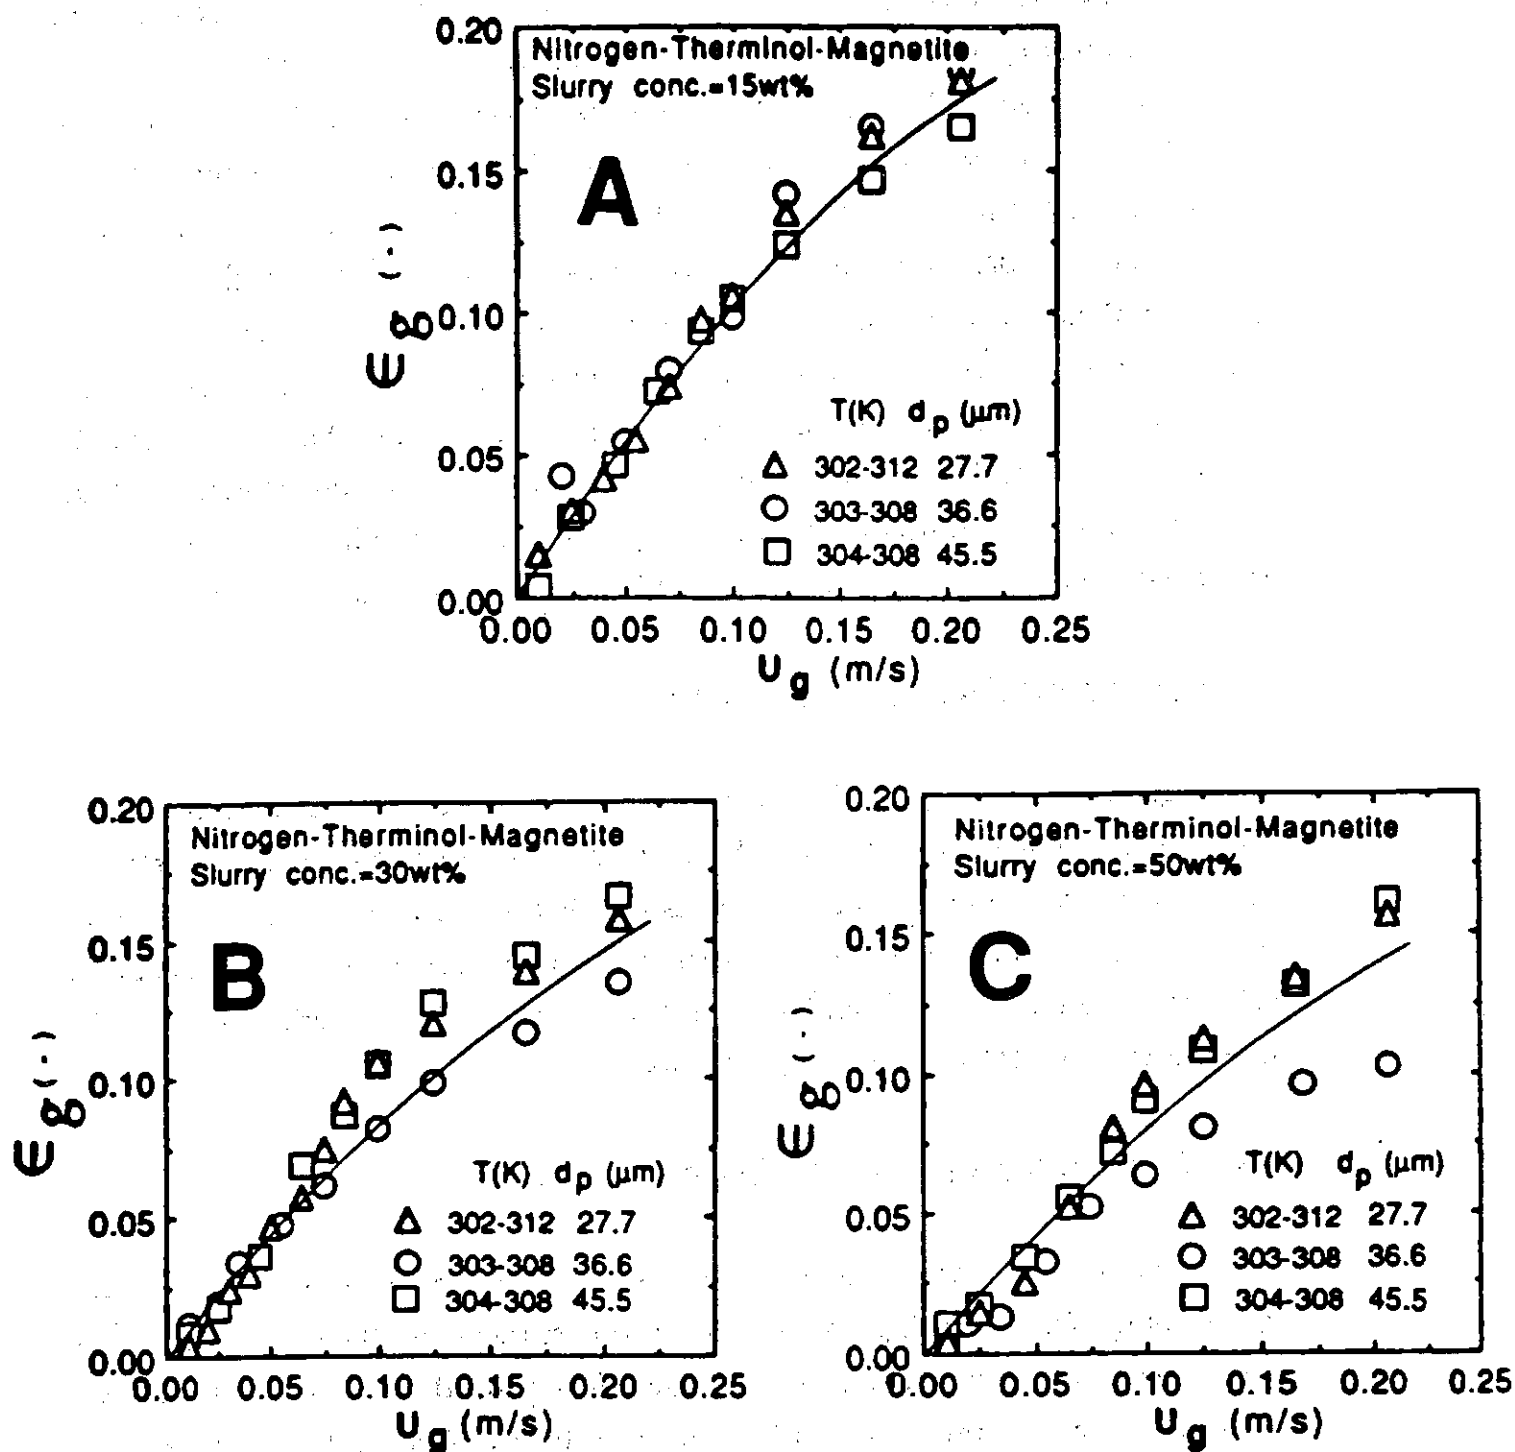 0.20
Nitrogen-Therminol-Magnetite
Slurry conc.=15wt%
0.15
A
ϵg (-)
0.10
0.05
T(K) dp (μm)
△ 302-312 27.7
○ 303-308 36.6
□ 304-308 45.5
0.00
0.00 0.05 0.10 0.15 0.20 0.25
Ug (m/s)
0.20
Nitrogen-Therminol-Magnetite
Slurry conc.=30wt%
0.15
B
ϵg (-)
0.10
T(K) dp (μm)
0.05
△ 302-312 27.7
○ 303-308 36.6
□ 304-308 45.5
0.00
0.00 0.05 0.10 0.15 0.20 0.25
Ug (m/s)
0.20
Nitrogen-Therminol-Magnetite
Slurry conc.=50wt%
0.15
C
ϵg (-)
0.10
T(K) dp (μm)
0.05
△ 302-312 27.7
○ 303-308 36.6
□ 304-308 45.5
0.00
0.00 0.05 0.10 0.15 0.20 0.25
Ug (m/s)